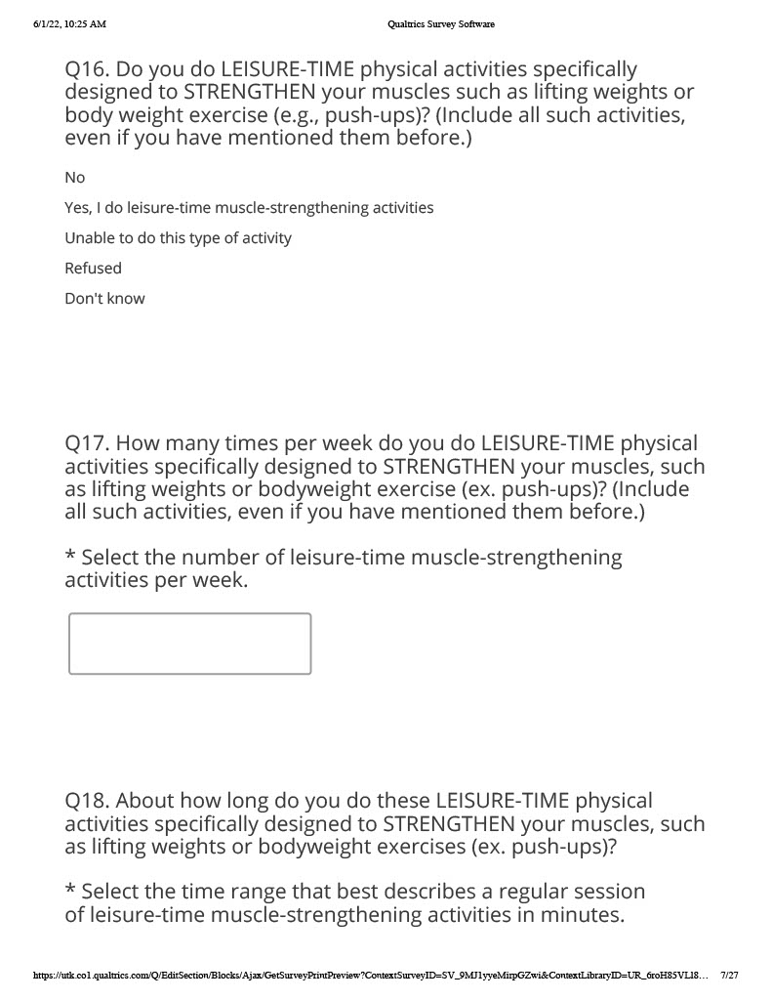 6/1/22, 10:25 AM
Qualtrics Survey Software
Q16. Do you do LEISURE-TIME physical activities specifically
designed to STRENGTHEN your muscles such as lifting weights or
body weight exercise (e.g., push-ups)? (Include all such activities,
even if you have mentioned them before.)
No
Yes, I do leisure-time muscle-strengthening activities
Unable to do this type of activity
Refused
Don't know
Q17. How many times per week do you do LEISURE-TIME physical
activities specifically designed to STRENGTHEN your muscles, such
as lifting weights or bodyweight exercise (ex. push-ups)? (Include
all such activities, even if you have mentioned them before.)
* Select the number of leisure-time muscle-strengthening
activities per week.
Q18. About how long do you do these LEISURE-TIME physical
activities specifically designed to STRENGTHEN your muscles, such
as lifting weights or bodyweight exercises (ex. push-ups)?
* Select the time range that best describes a regular session
of leisure-time muscle-strengthening activities in minutes.
https://utk.co1.qualtrics.com/Q/EditSection/Blocks/Ajax/GetSurveyPrintPreview?ContextSurveyID=SV_9MJ1yyeMirpGZwi&ContextLibraryID=UR_6roH85VLl8… 7/27